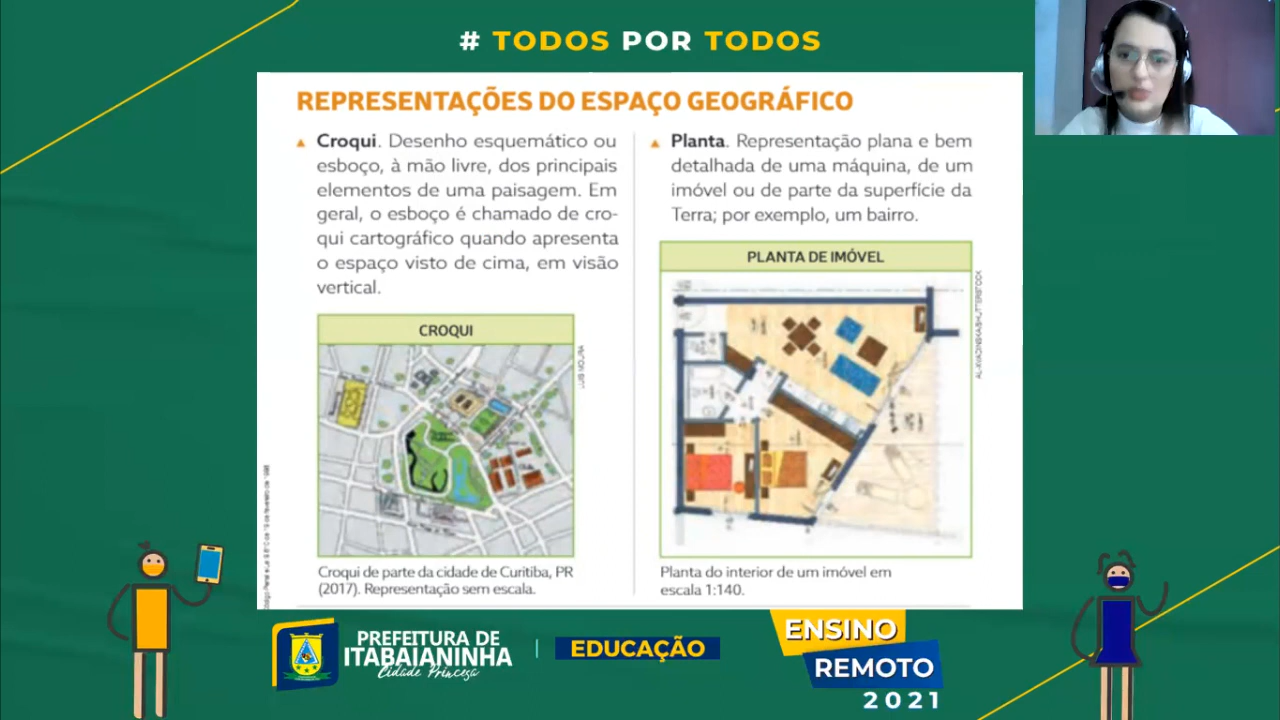 # TODOS POR TODOS
REPRESENTAÇÕES DO ESPAÇO GEOGRÁFICO
Croqui. Desenho esquemático ou
esboço, à mão livre, dos principais
elementos de uma paisagem. Em
geral, o esboço é chamado de cro-
qui cartográfico quando apresenta
o espaço visto de cima, em visão
vertical.
CROQUI
Croqui de parte da cidade de Curitiba, PR
(2017). Representação sem escala.
Planta. Representação plana e bem
detalhada de uma máquina, de um
imóvel ou de parte da superfície da
Terra; por exemplo, um bairro.
PLANTA DE IMÓVEL
Planta do interior de um imóvel em
escala 1:140.
PREFEITURA DE
ITABAIANINHA
Cidade Princesa
EDUCAÇÃO
ENSINO
REMOTO
2021